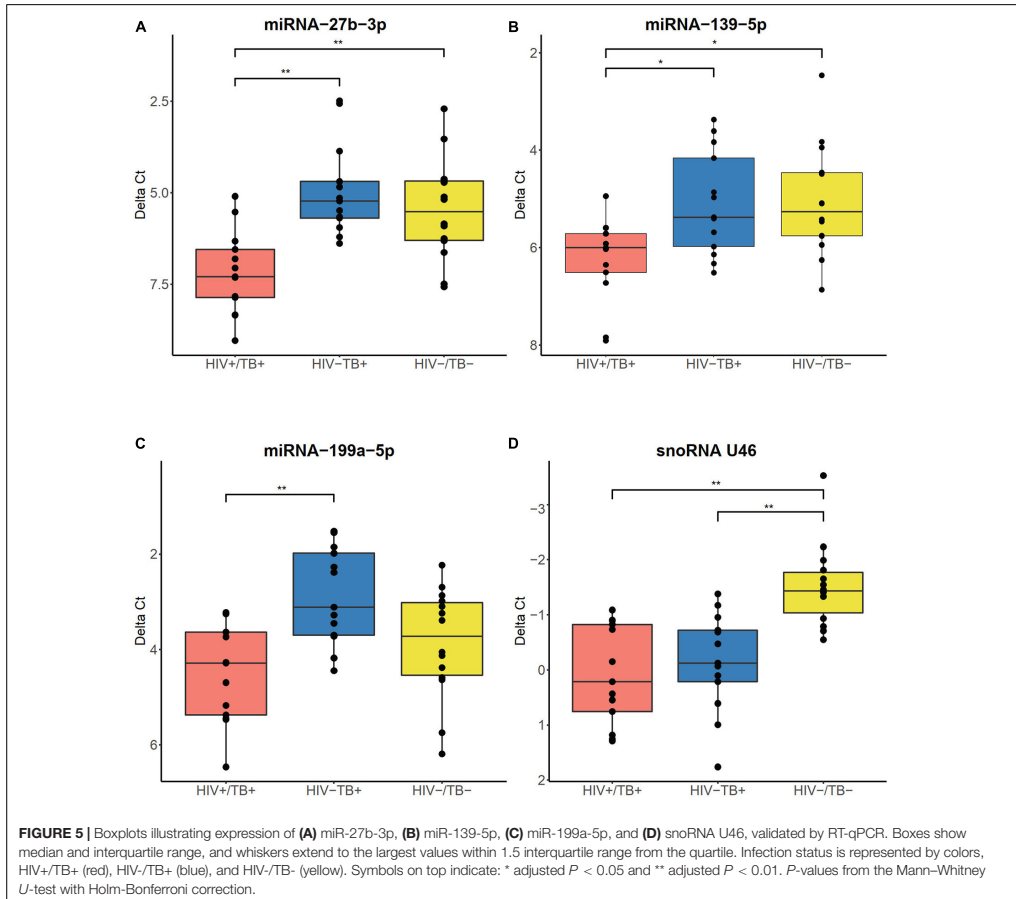 A
miRNA−27b−3p
**
**
2.5
5.0
7.5
Delta Ct
HIV+/TB+
HIV−TB+
HIV−/TB−
B
miRNA−139−5p
*
*
2
4
6
8
Delta Ct
HIV+/TB+
HIV−TB+
HIV−/TB−
C
miRNA−199a−5p
**
2
4
6
Delta Ct
HIV+/TB+
HIV−TB+
HIV−/TB−
D
snoRNA U46
**
**
−3
−2
−1
0
1
2
Delta Ct
HIV+/TB+
HIV−TB+
HIV−/TB−
FIGURE 5 | Boxplots illustrating expression of (A) miR-27b-3p, (B) miR-139-5p, (C) miR-199a-5p, and (D) snoRNA U46, validated by RT-qPCR. Boxes show
median and interquartile range, and whiskers extend to the largest values within 1.5 interquartile range from the quartile. Infection status is represented by colors,
HIV+/TB+ (red), HIV-/TB+ (blue), and HIV-/TB- (yellow). Symbols on top indicate: * adjusted P < 0.05 and ** adjusted P < 0.01. P-values from the Mann–Whitney
U-test with Holm-Bonferroni correction.